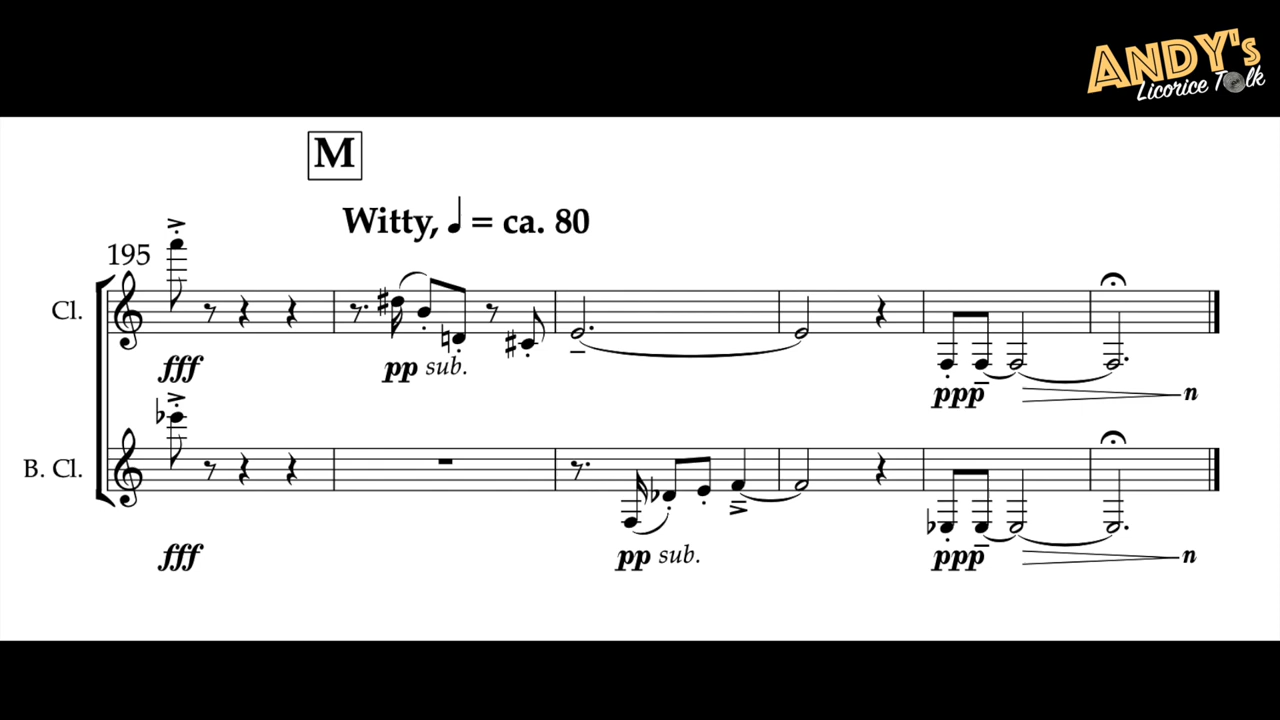 ANDY's
Licorice Talk
M
Witty, ♩ = ca. 80
195
Cl.
fff
pp sub.
ppp
n
B. Cl.
fff
pp sub.
ppp
n